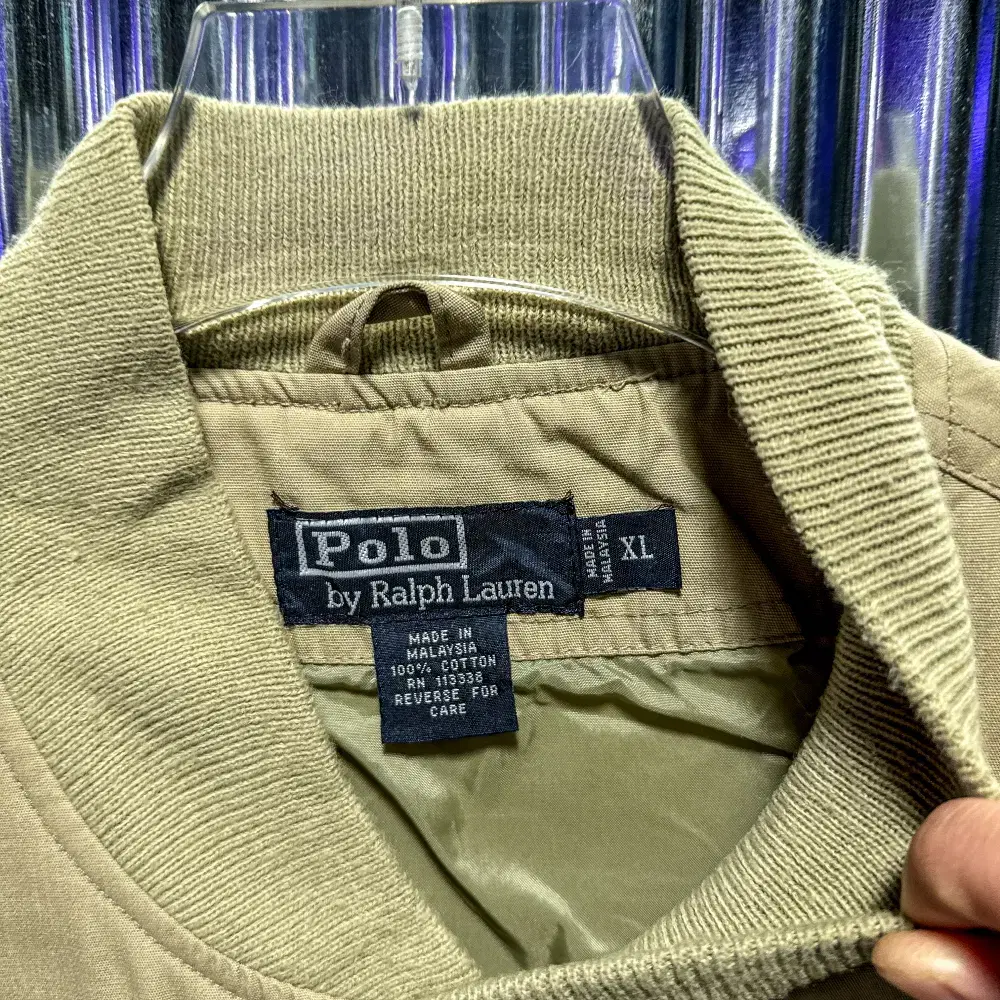 Polo
by Ralph Lauren
MADE IN
MALAYSIA
XL
MADE IN
MALAYSIA
100% COTTON
RN 113338
REVERSE FOR
CARE